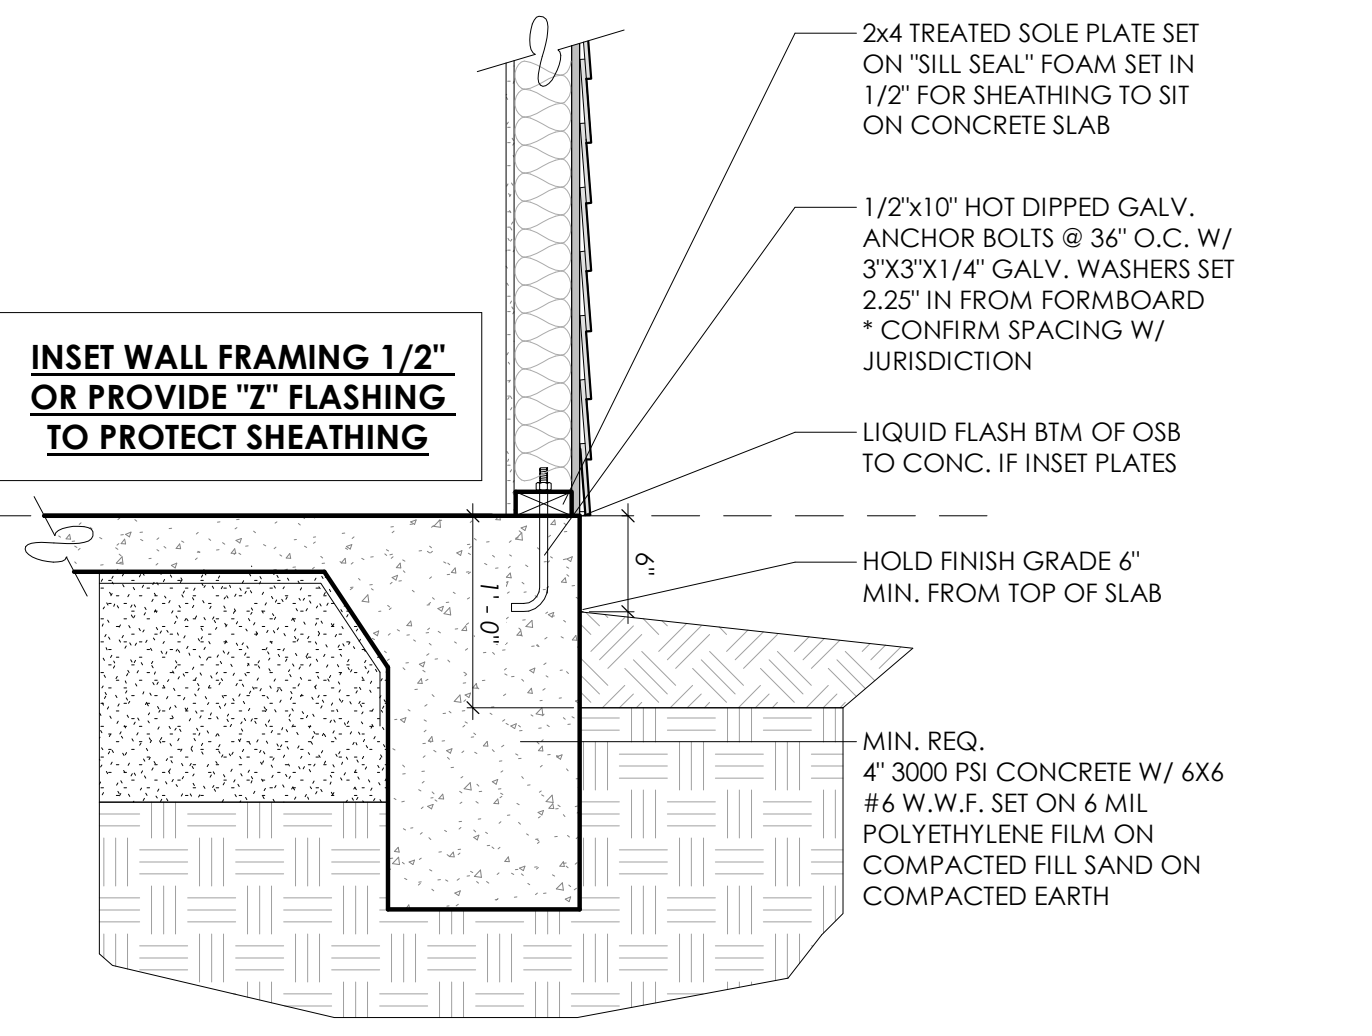 2x4 TREATED SOLE PLATE SET
ON "SILL SEAL" FOAM SET IN
1/2" FOR SHEATHING TO SIT
ON CONCRETE SLAB
1/2"x10" HOT DIPPED GALV.
ANCHOR BOLTS @ 36" O.C. W/
3"X3"X1/4" GALV. WASHERS SET
2.25" IN FROM FORMBOARD
* CONFIRM SPACING W/
JURISDICTION
INSET WALL FRAMING 1/2"
OR PROVIDE "Z" FLASHING
TO PROTECT SHEATHING
LIQUID FLASH BTM OF OSB
TO CONC. IF INSET PLATES
6"
1' - 0"
HOLD FINISH GRADE 6"
MIN. FROM TOP OF SLAB
MIN. REQ.
4" 3000 PSI CONCRETE W/ 6X6
#6 W.W.F. SET ON 6 MIL
POLYETHYLENE FILM ON
COMPACTED FILL SAND ON
COMPACTED EARTH